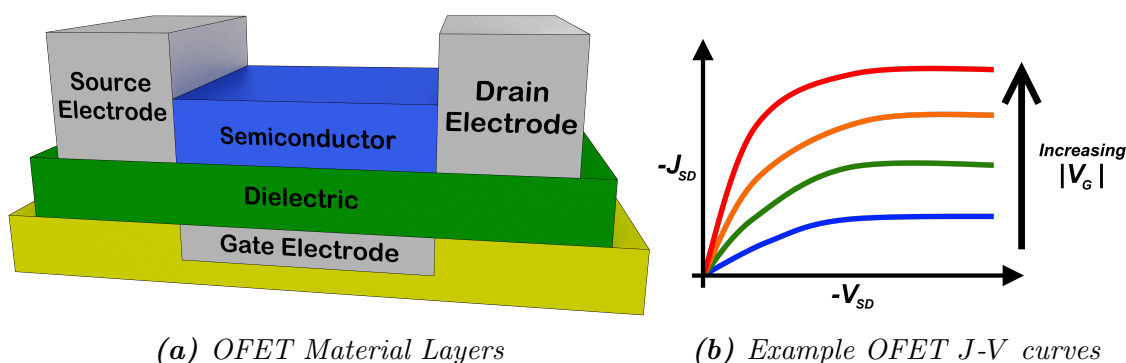 Source
Electrode
Drain
Electrode
Semiconductor
Dielectric
Gate Electrode
-J_SD
-V_SD
Increasing
|V_G|
(a) OFET Material Layers
(b) Example OFET J-V curves